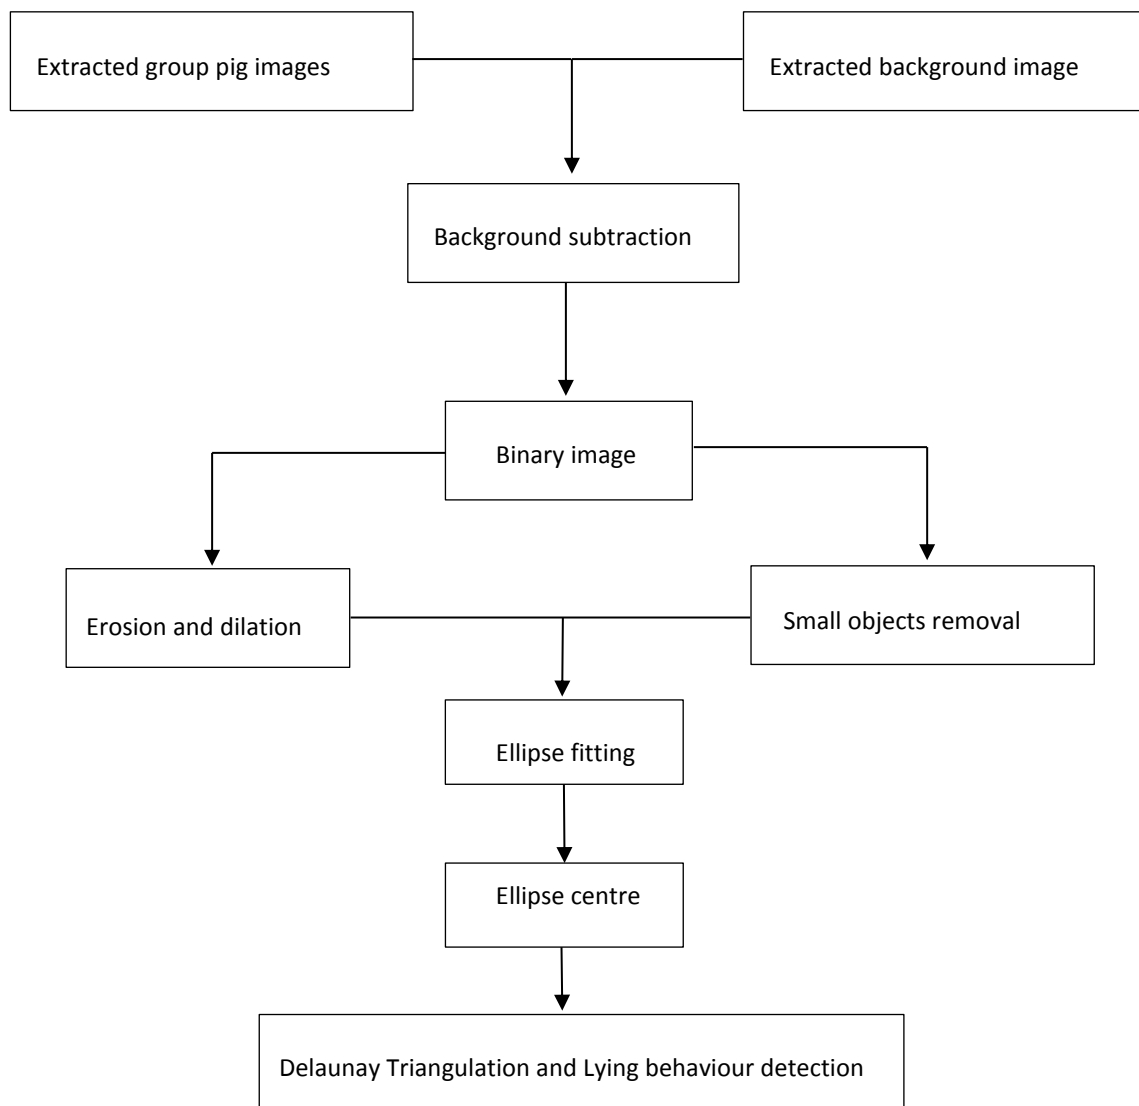 Extracted group pig images
Extracted background image
Background subtraction
Binary image
Erosion and dilation
Small objects removal
Ellipse fitting
Ellipse centre
Delaunay Triangulation and Lying behaviour detection